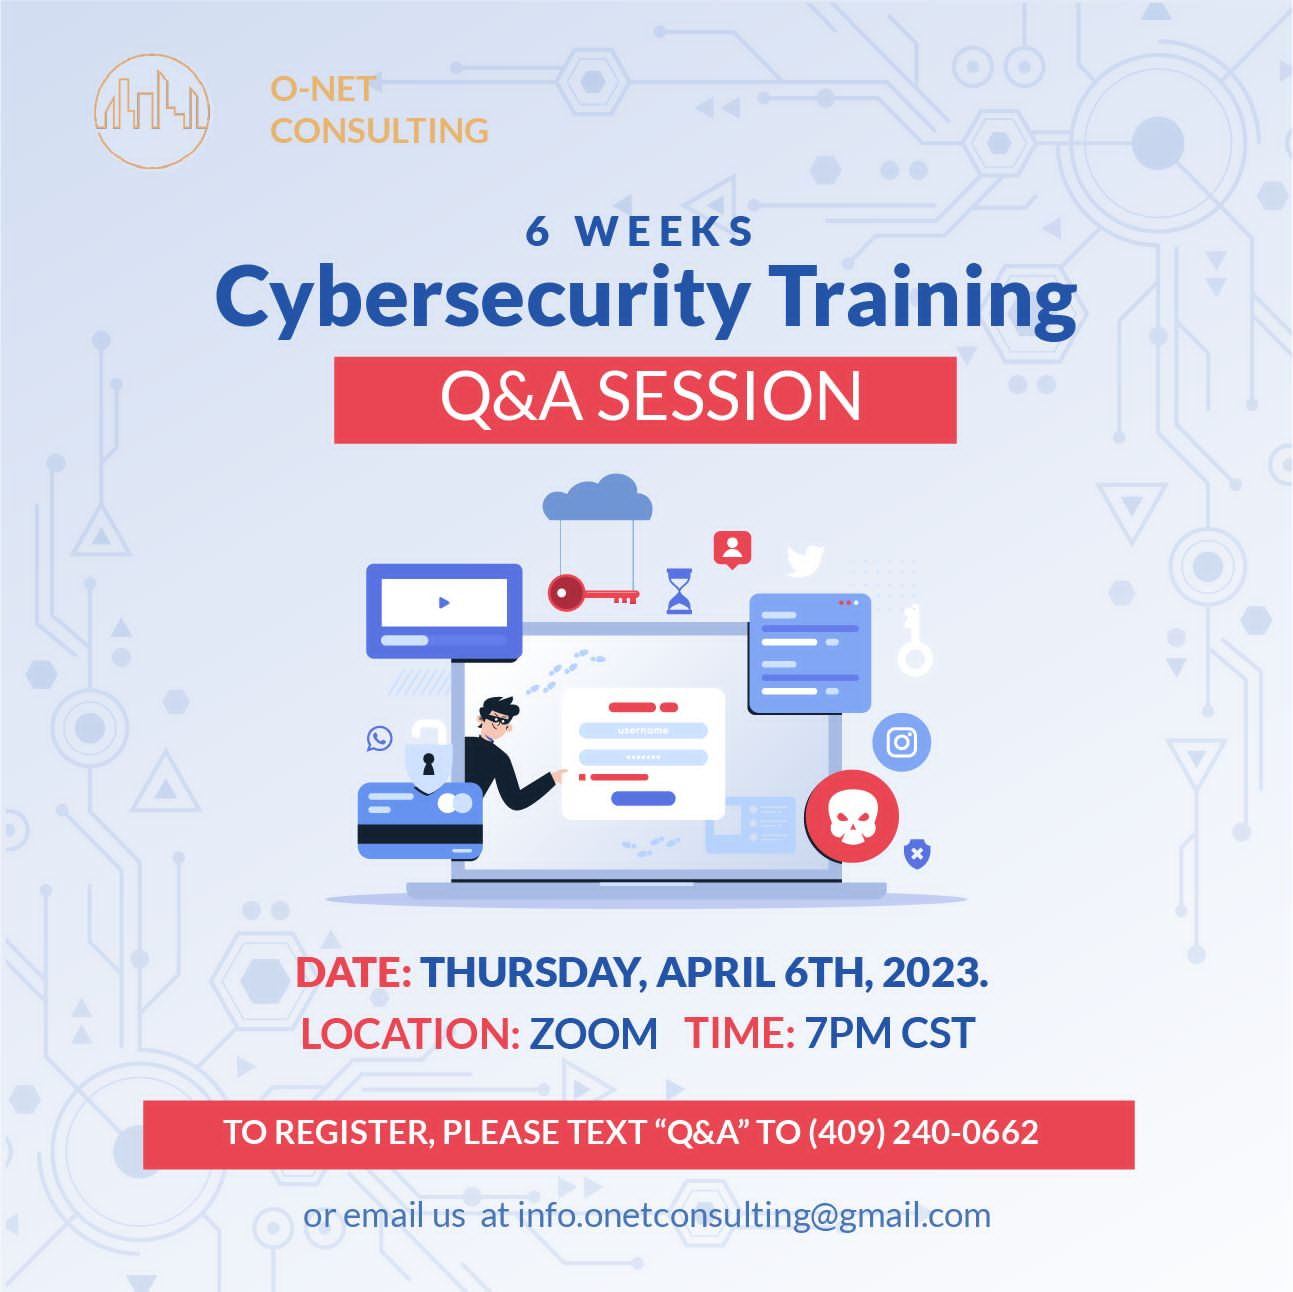 O-NET
CONSULTING
6 WEEKS
Cybersecurity Training
Q&A SESSION
username
DATE: THURSDAY, APRIL 6TH, 2023.
LOCATION: ZOOM TIME: 7PM CST
TO REGISTER, PLEASE TEXT “Q&A” TO (409) 240-0662
or email us at info.onetconsulting@gmail.com